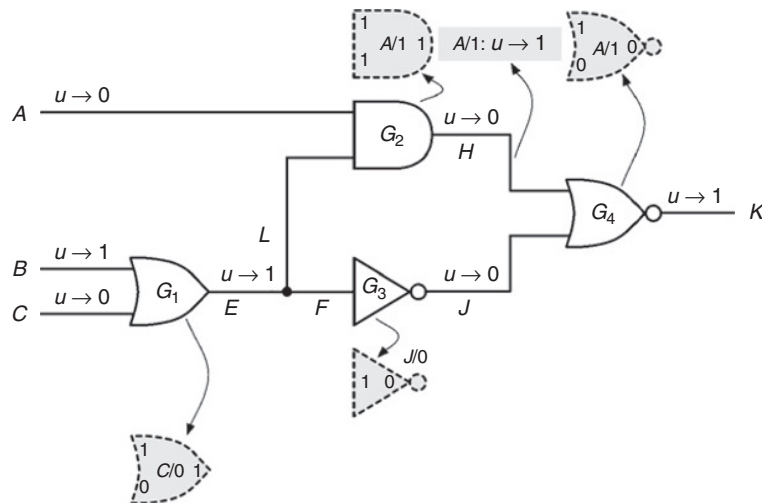 1 A/1 1
1
A/1: u → 1
1
A/1 0
0
A u → 0
G2
u → 0
H
G4
u → 1
K
L
B u → 1
C u → 0
G1
u → 1
E
F
G3
u → 0
J
1 0
J/0
1
C/0 1
0